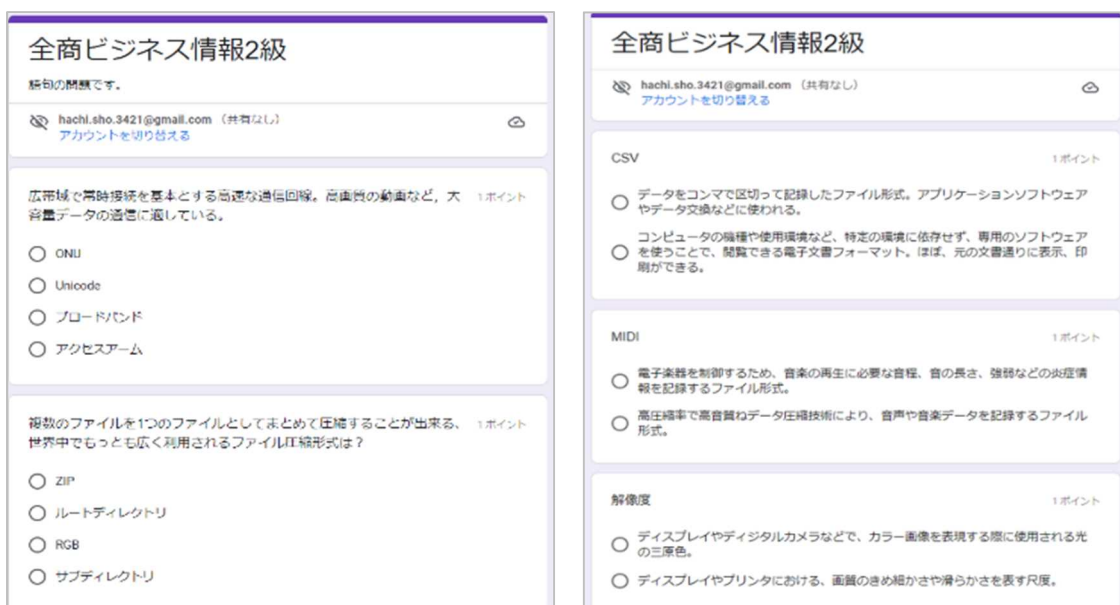 全商ビジネス情報2級
語句の問題です。
hachi.sho.3421@gmail.com （共有なし）
アカウントを切り替える
広帯域で常時接続を基本とする高速な通信回線。高画質の動画など，大
容量データの通信に適している。
1 ポイント
ONU
Unicode
ブロードバンド
アクセスアーム
複数のファイルを1つのファイルとしてまとめて圧縮することが出来る、
世界中でもっとも広く利用されるファイル圧縮形式は？
1 ポイント
ZIP
ルートディレクトリ
RGB
サブディレクトリ
全商ビジネス情報2級
hachi.sho.3421@gmail.com （共有なし）
アカウントを切り替える
CSV
1 ポイント
データをコンマで区切って記録したファイル形式。アプリケーションソフトウェア
やデータ交換などに使われる。
コンピュータの機種や使用環境など、特定の環境に依存せず、専用のソフトウェア
を使うことで、閲覧できる電子文書フォーマット。ほぼ、元の文書通りに表示、印
刷ができる。
MIDI
1 ポイント
電子楽器を制御するため、音楽の再生に必要な音程、音の長さ、強弱などの炎症情
報を記録するファイル形式。
高圧縮率で高音質ねデータ圧縮技術により、音声や音楽データを記録するファイル
形式。
解像度
1 ポイント
ディスプレイやディジタルカメラなどで、カラー画像を表現する際に使用される光
の三原色。
ディスプレイやプリンタにおける、画質のきめ細かさや滑らかさを表す尺度。